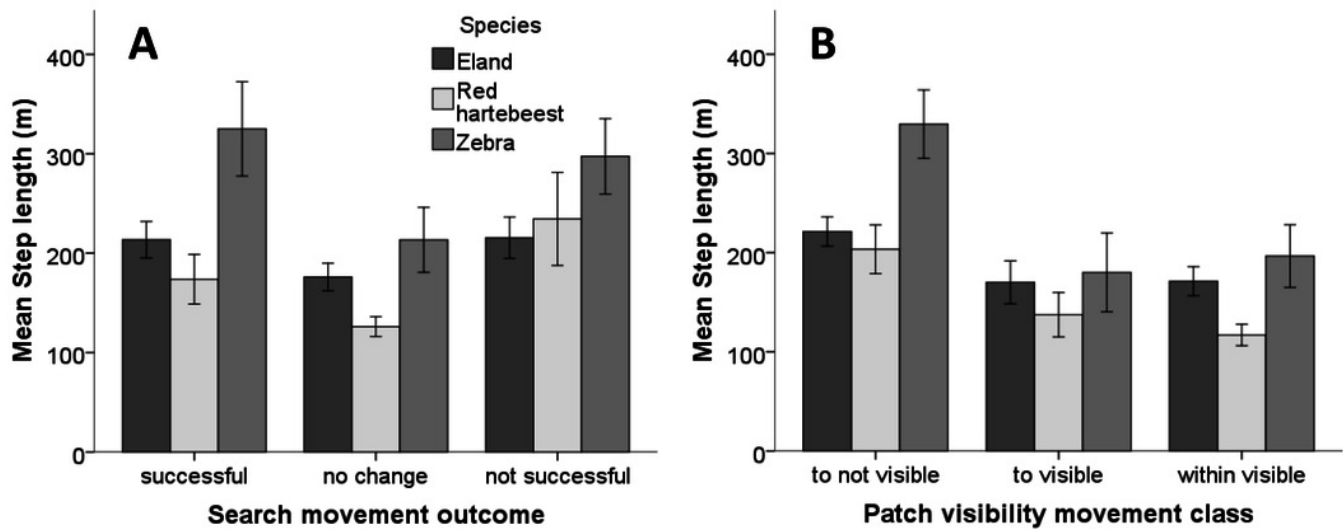 A
Species
Eland
Red
hartebeest
Zebra
Mean Step length (m)
400
300
200
100
0
successful
no change
not successful
Search movement outcome
B
Mean Step length (m)
400
300
200
100
0
to not visible
to visible
within visible
Patch visibility movement class